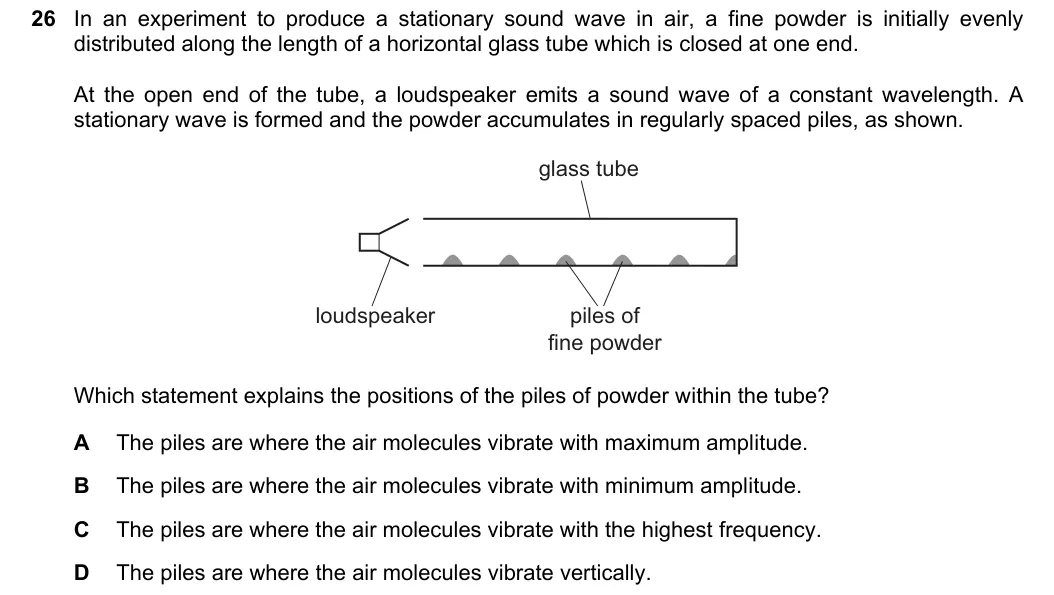 26 In an experiment to produce a stationary sound wave in air, a fine powder is initially evenly
distributed along the length of a horizontal glass tube which is closed at one end.
At the open end of the tube, a loudspeaker emits a sound wave of a constant wavelength. A
stationary wave is formed and the powder accumulates in regularly spaced piles, as shown.
glass tube
loudspeaker
piles of
fine powder
Which statement explains the positions of the piles of powder within the tube?
A The piles are where the air molecules vibrate with maximum amplitude.
B The piles are where the air molecules vibrate with minimum amplitude.
C The piles are where the air molecules vibrate with the highest frequency.
D The piles are where the air molecules vibrate vertically.